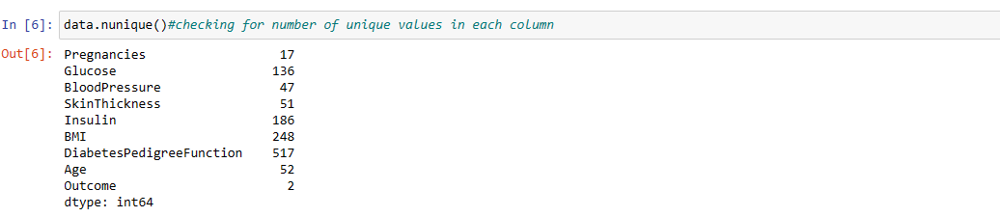 In [6]: data.nunique()#checking for number of unique values in each column
Out[6]: Pregnancies 17
Glucose 136
BloodPressure 47
SkinThickness 51
Insulin 186
BMI 248
DiabetesPedigreeFunction 517
Age 52
Outcome 2
dtype: int64